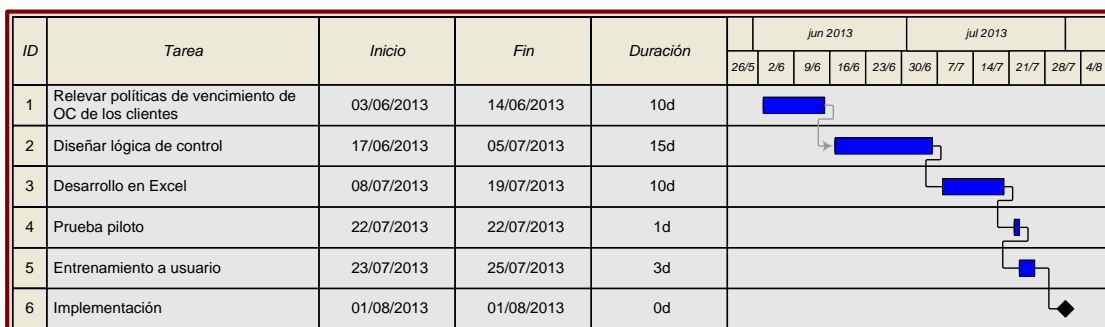 ID Tarea Inicio Fin Duración jun 2013 jul 2013
26/5 2/6 9/6 16/6 23/6 30/6 7/7 14/7 21/7 28/7 4/8
1 Relevar políticas de vencimiento de
OC de los clientes 03/06/2013 14/06/2013 10d
2 Diseñar lógica de control 17/06/2013 05/07/2013 15d
3 Desarrollo en Excel 08/07/2013 19/07/2013 10d
4 Prueba piloto 22/07/2013 22/07/2013 1d
5 Entrenamiento a usuario 23/07/2013 25/07/2013 3d
6 Implementación 01/08/2013 01/08/2013 0d